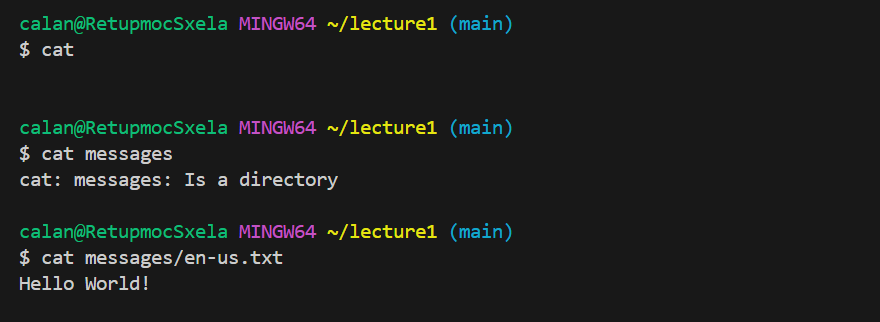 calan@RetupmocSxela MINGW64 ~/lecture1 (main)
$ cat
calan@RetupmocSxela MINGW64 ~/lecture1 (main)
$ cat messages
cat: messages: Is a directory
calan@RetupmocSxela MINGW64 ~/lecture1 (main)
$ cat messages/en-us.txt
Hello World!